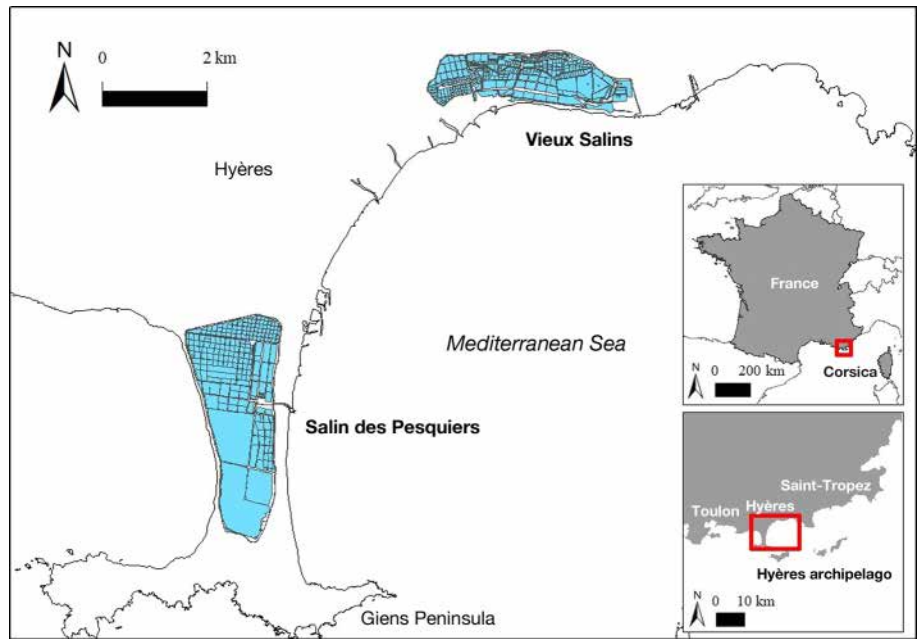 N
0 2 km
Vieux Salins
Hyères
Mediterranean Sea
Salin des Pesquiers
Giens Peninsula
France
N
0 200 km
Corsica
Saint-Tropez
Toulon Hyères
Hyères archipelago
N
0 10 km